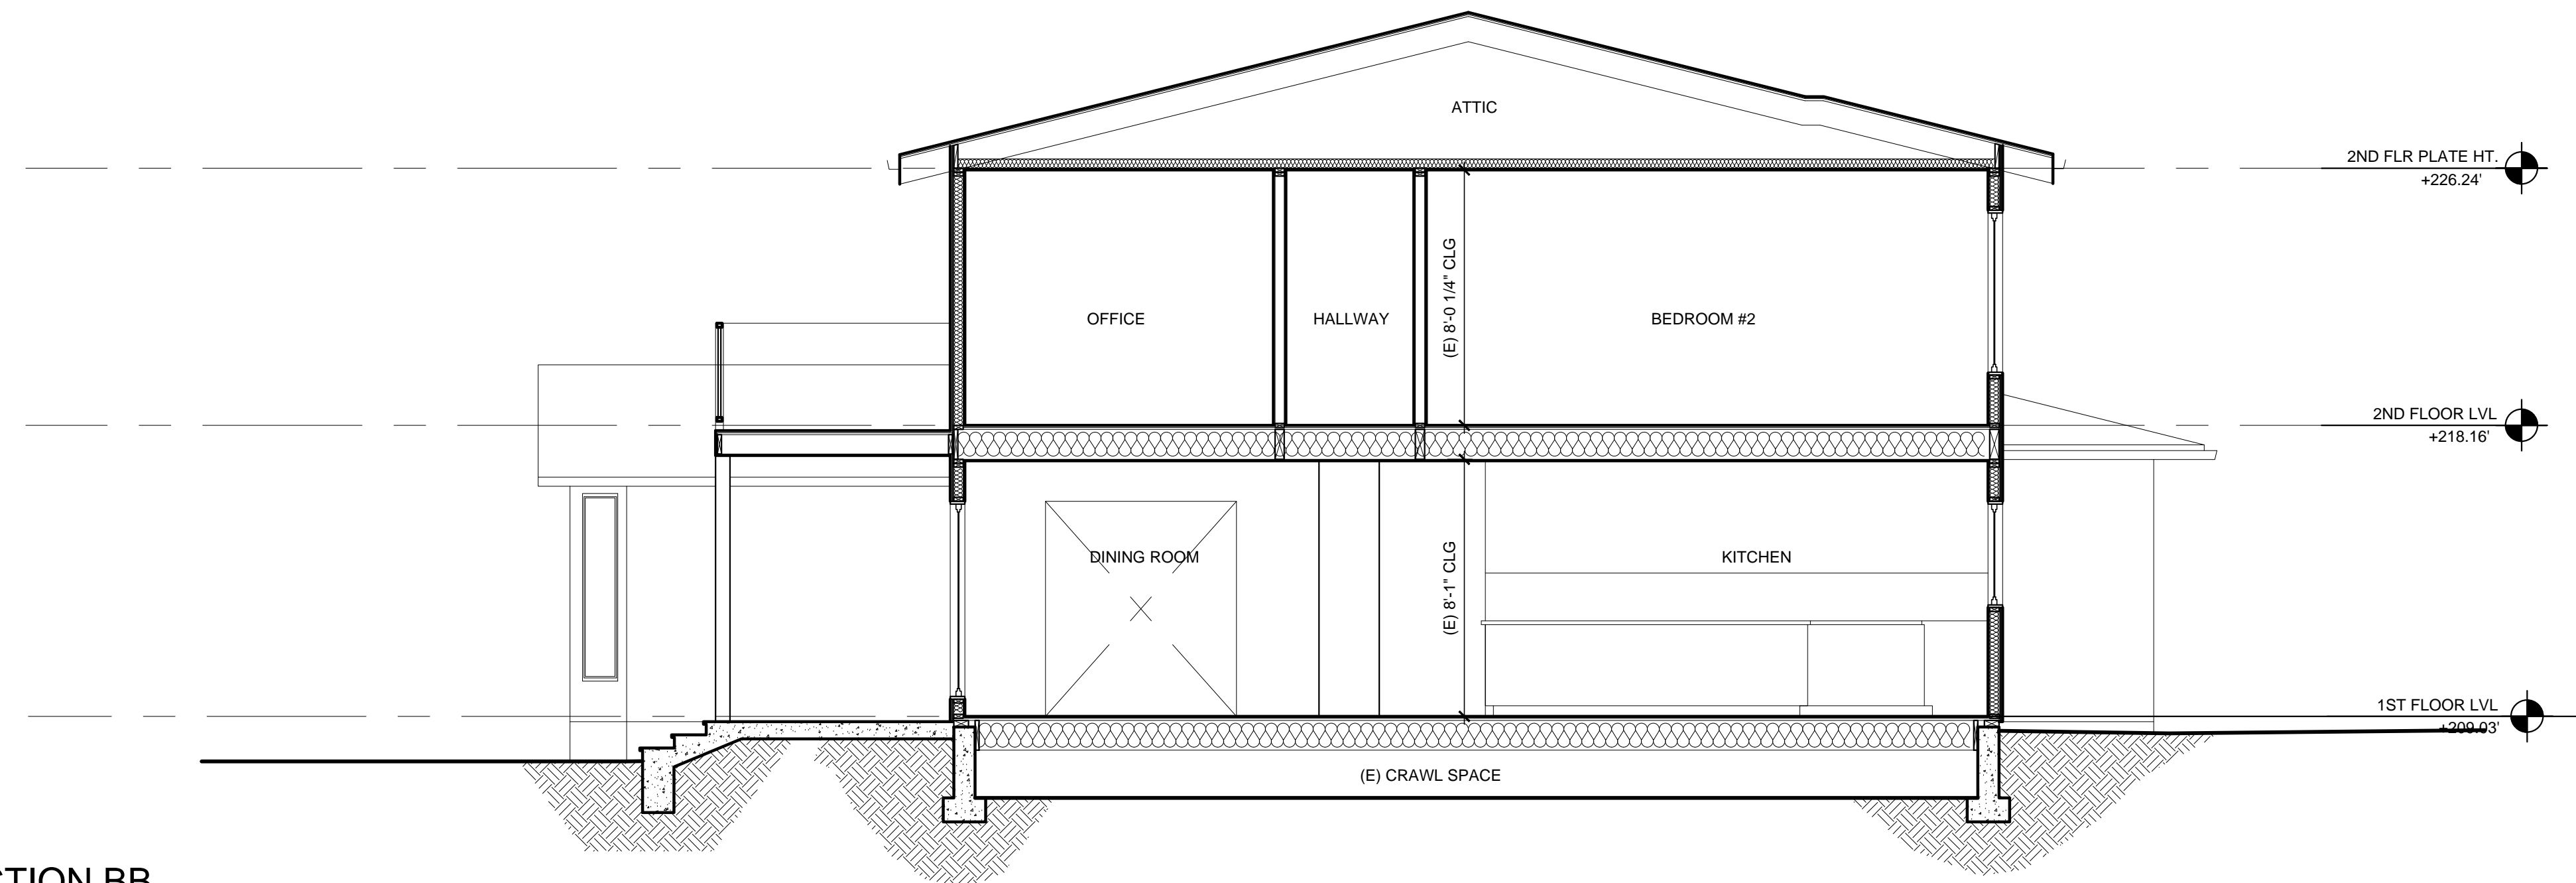 ATTIC
2ND FLR PLATE HT.
+226.24'
OFFICE
HALLWAY
(E) 8'-0 1/4" CLG
BEDROOM #2
2ND FLOOR LVL
+218.16'
DINING ROOM
(E) 8'-1" CLG
KITCHEN
1ST FLOOR LVL
+209.03'
(E) CRAWL SPACE
BB